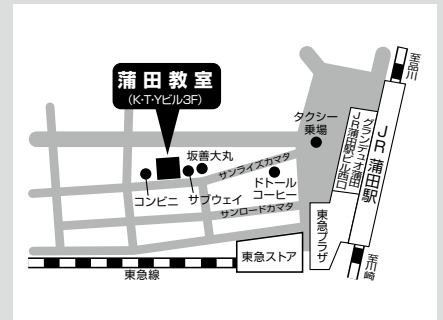 蒲田教室
(K・T・Yビル3F)
至品川
タクシー
乗場
坂善大丸
サンライズカマタ
コンビニ
サブウェイ
ドトール
コーヒー
サンロードカマタ
JR蒲田駅
グランデュオ蒲田
JR蒲田駅ビル西口
東急プラザ
東急ストア
東急線
至川崎